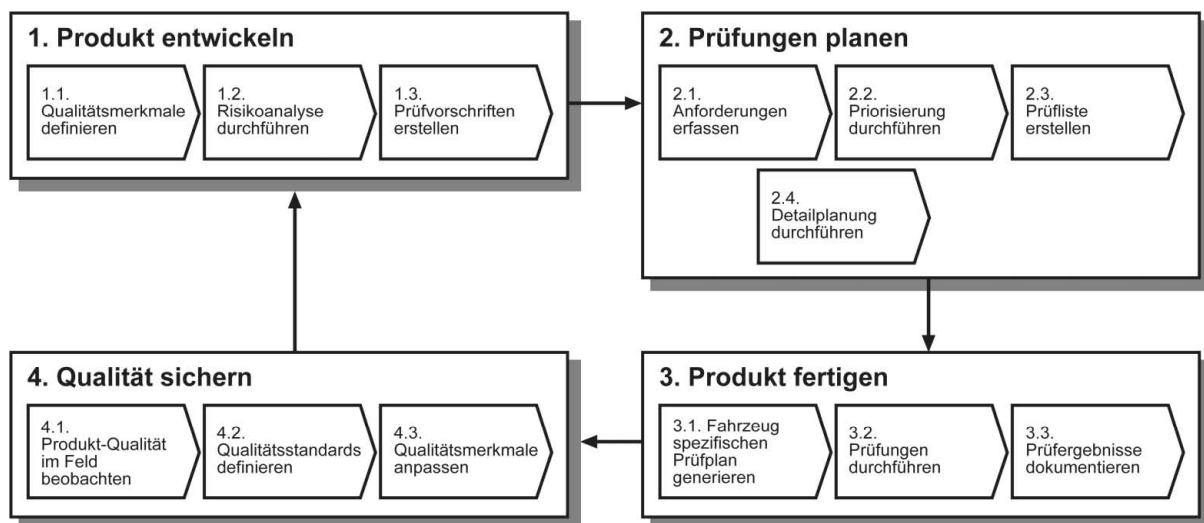 1. Produkt entwickeln
1.1.
Qualitätsmerkmale
definieren
1.2.
Risikoanalyse
durchführen
1.3.
Prüfvorschriften
erstellen
2. Prüfungen planen
2.1.
Anforderungen
erfassen
2.2.
Priorisierung
durchführen
2.3.
Prüfliste
erstellen
2.4.
Detailplanung
durchführen
4. Qualität sichern
4.1.
Produkt-Qualität
im Feld
beobachten
4.2.
Qualitätsstandards
definieren
4.3.
Qualitätsmerkmale
anpassen
3. Produkt fertigen
3.1. Fahrzeug
spezifischen
Prüfplan
generieren
3.2.
Prüfungen
durchführen
3.3.
Prüfergebnisse
dokumentieren